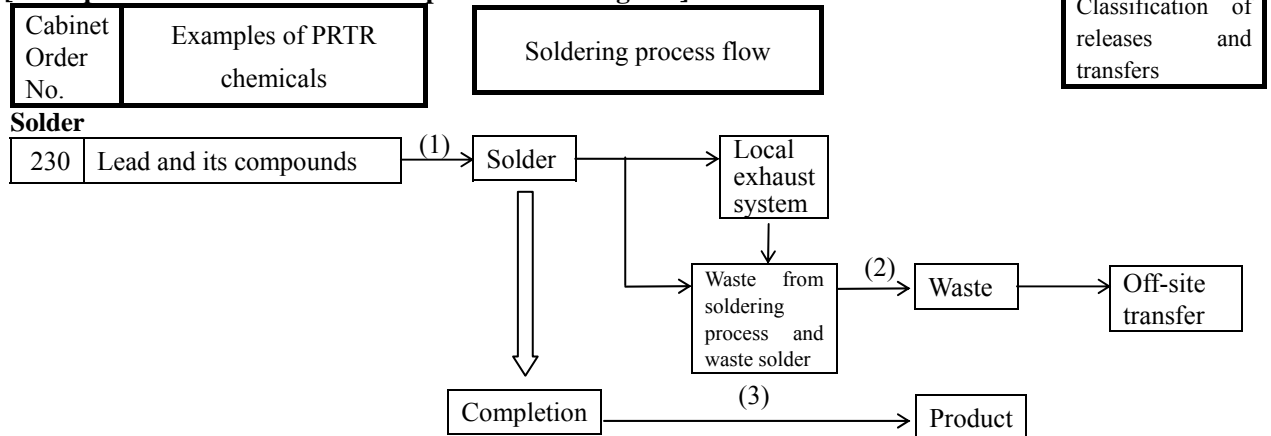 Cabinet
Order
No.
Examples of PRTR
chemicals
Soldering process flow
Classification of
releases and
transfers
Solder
230 Lead and its compounds
(1)
Solder
Local
exhaust
system
Waste from
soldering
process and
waste solder
(2)
Waste
Off-site
transfer
Completion
(3)
Product